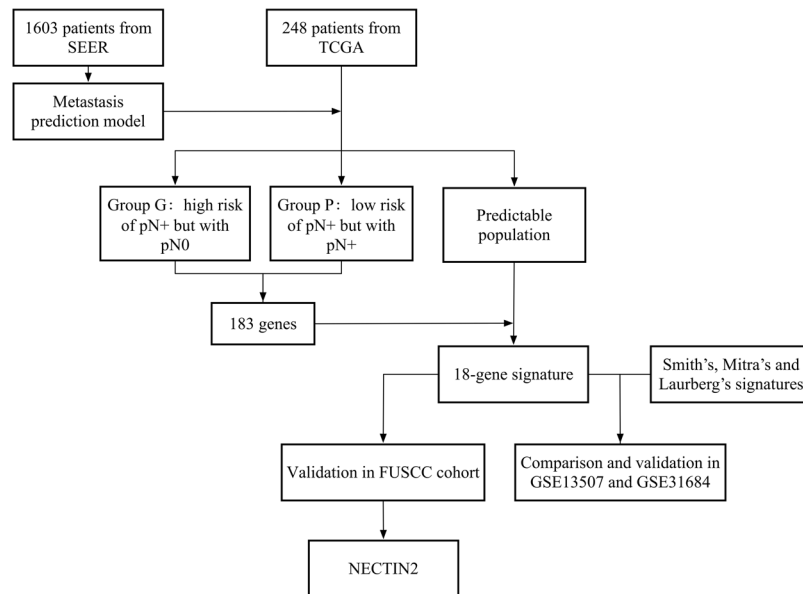 1603 patients from
SEER
248 patients from
TCGA
Metastasis
prediction model
Group G: high risk
of pN+ but with
pN0
Group P: low risk
of pN+ but with
pN+
Predictable
population
183 genes
18-gene signature
Smith's, Mitra's and
Laurberg's signatures
Validation in FUSCC cohort
Comparison and validation in
GSE13507 and GSE31684
NECTIN2